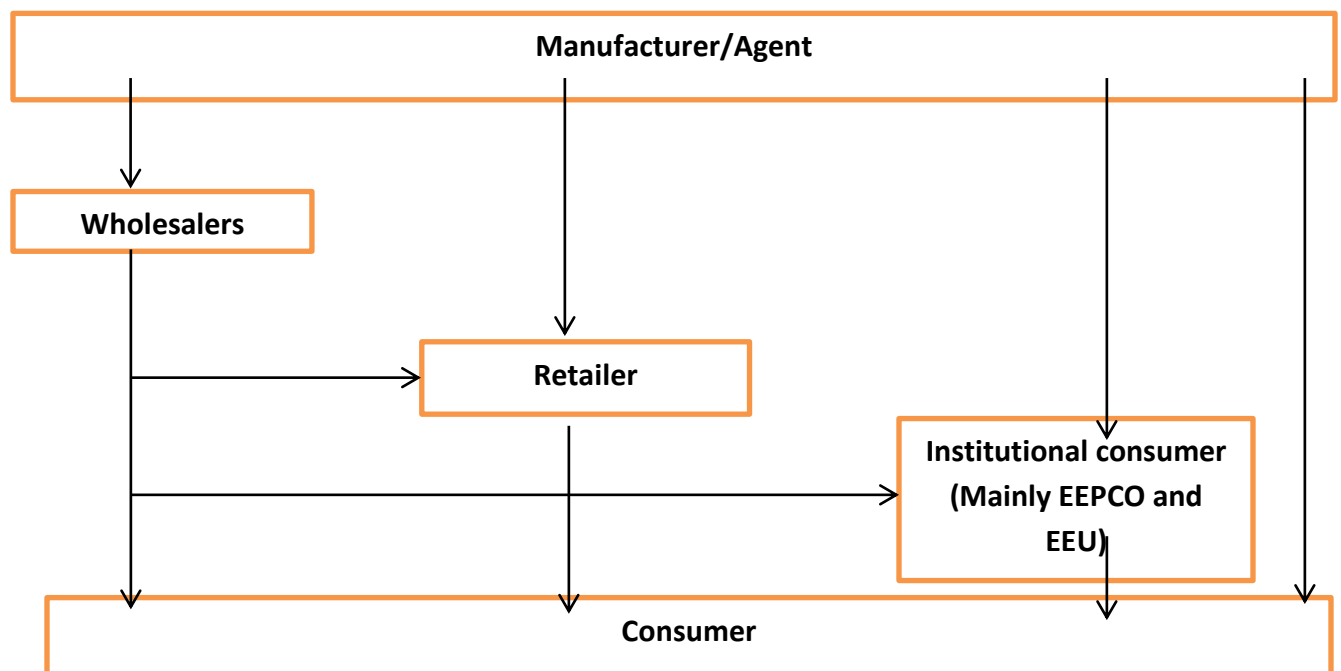 Manufacturer/Agent
Wholesalers
Retailer
Institutional consumer
(Mainly EEPCO and
EEU)
Consumer